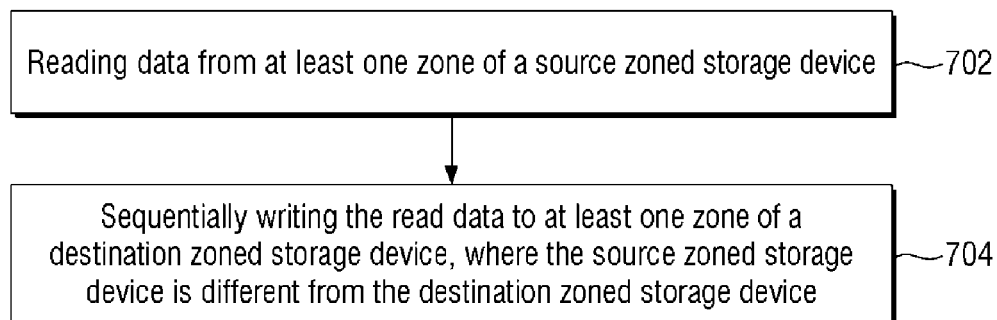 Reading data from at least one zone of a source zoned storage device
702
Sequentially writing the read data to at least one zone of a
destination zoned storage device, where the source zoned storage
device is different from the destination zoned storage device
704